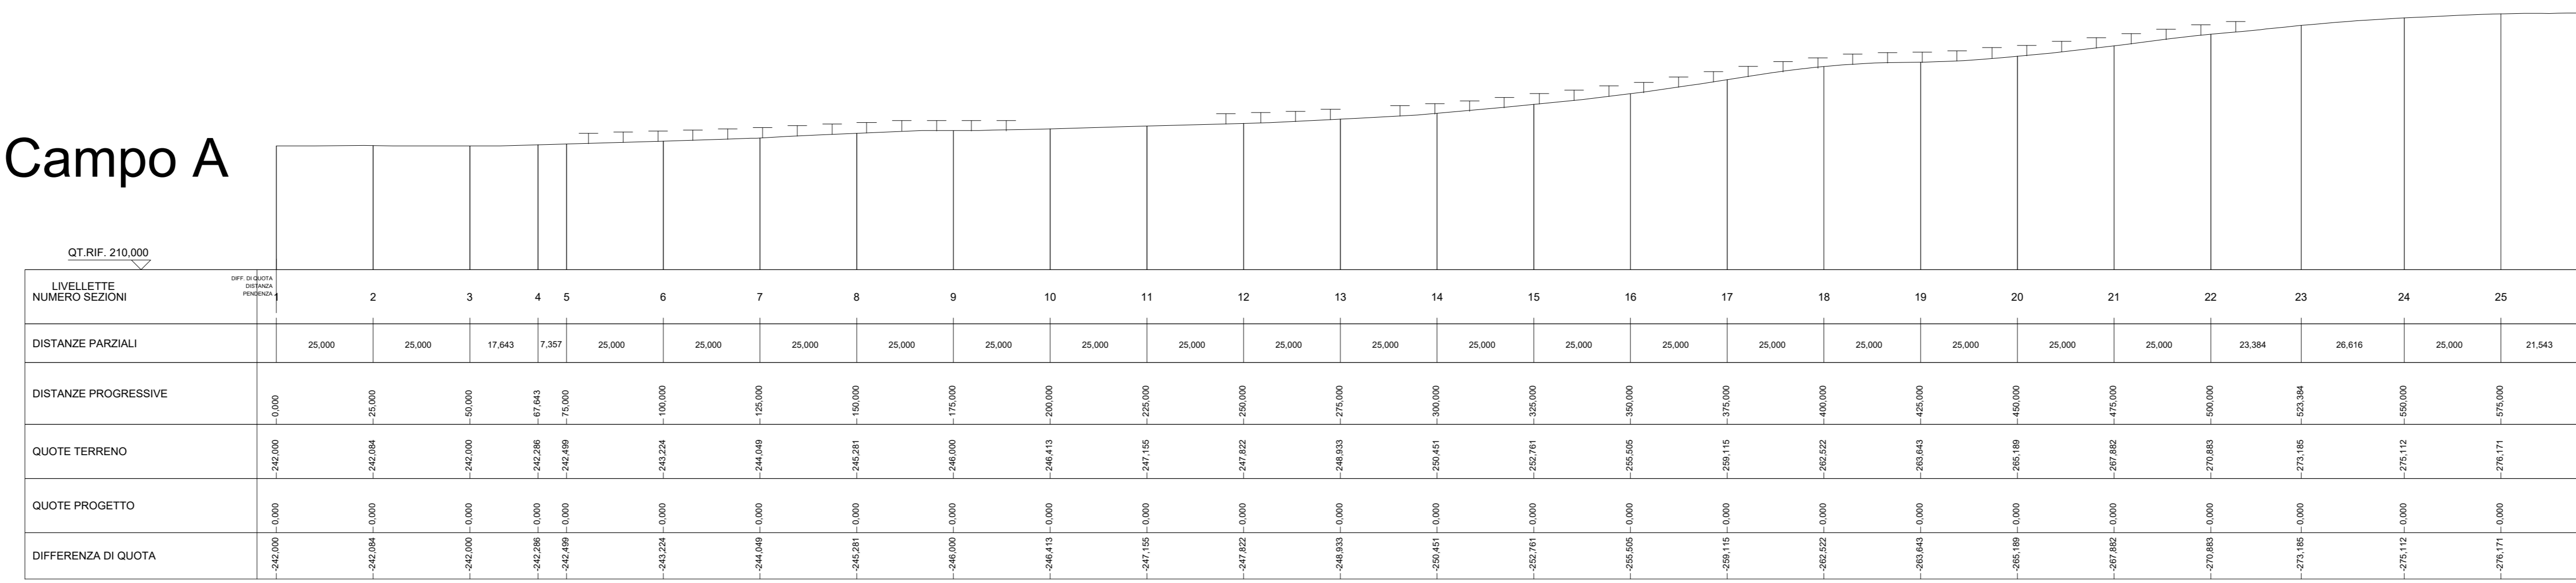 Campo A
QT.RIF. 210,000
DIFF. DI QUOTA
DISTANZA
PENDENZA
LIVELLETTE
NUMERO SEZIONI 1 2 3 4 5 6 7 8 9 10 11 12 13 14 15 16 17 18 19 20 21 22 23 24 25
DISTANZE PARZIALI 25,000 25,000 17,643 7,357 25,000 25,000 25,000 25,000 25,000 25,000 25,000 25,000 25,000 25,000 25,000 25,000 25,000 25,000 25,000 25,000 25,000 23,384 26,616 25,000 21,543
DISTANZE PROGRESSIVE 0,000 25,000 50,000 67,643 75,000 100,000 125,000 150,000 175,000 200,000 225,000 250,000 275,000 300,000 325,000 350,000 375,000 400,000 425,000 450,000 475,000 500,000 523,384 550,000 575,000
QUOTE TERRENO 242,000 242,084 242,000 242,286 242,499 243,224 244,049 245,281 246,000 246,413 247,155 247,822 248,933 250,451 252,761 255,505 259,115 262,522 263,643 265,189 267,882 270,883 273,185 275,112 276,171
QUOTE PROGETTO 0,000 0,000 0,000 0,000 0,000 0,000 0,000 0,000 0,000 0,000 0,000 0,000 0,000 0,000 0,000 0,000 0,000 0,000 0,000 0,000 0,000 0,000 0,000 0,000 0,000
DIFFERENZA DI QUOTA -242,000 -242,084 -242,000 -242,286 -242,499 -243,224 -244,049 -245,281 -246,000 -246,413 -247,155 -247,822 -248,933 -250,451 -252,761 -255,505 -259,115 -262,522 -263,643 -265,189 -267,882 -270,883 -273,185 -275,112 -276,171